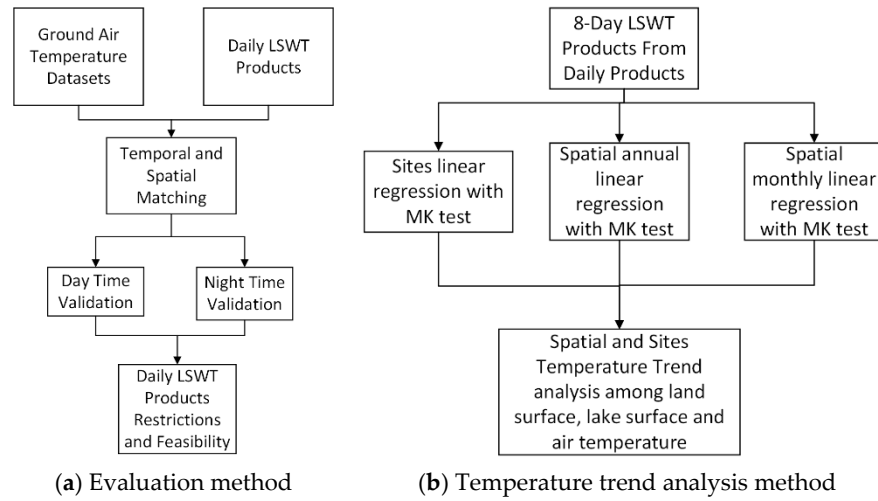 Ground Air
Temperature
Datasets
Daily LSWT
Products
Temporal and
Spatial
Matching
Day Time
Validation
Night Time
Validation
Daily LSWT
Products
Restrictions
and Feasibility
(a) Evaluation method
8-Day LSWT
Products From
Daily Products
Sites linear
regression with
MK test
Spatial annual
linear
regression
with MK test
Spatial
monthly linear
regression
with MK test
Spatial and Sites
Temperature Trend
analysis among land
surface, lake surface and
air temperature
(b) Temperature trend analysis method